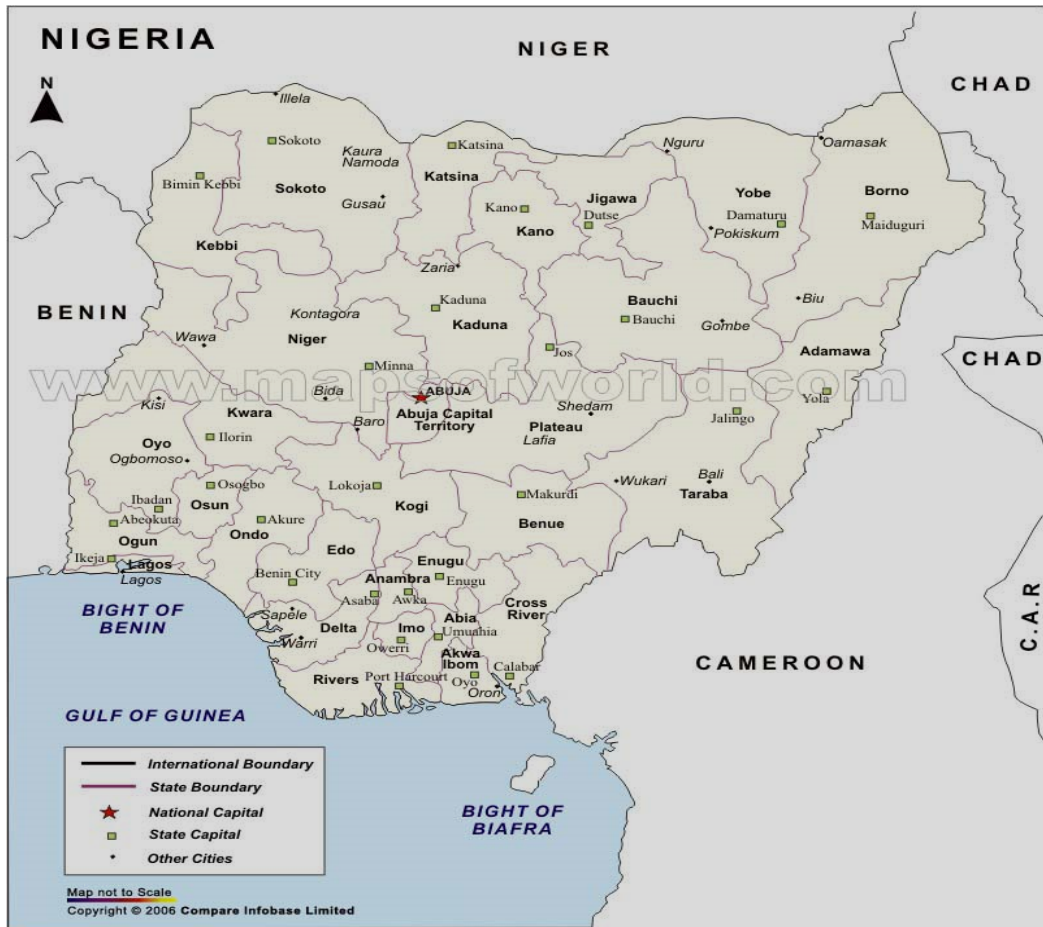 NIGERIA
NIGER
CHAD
N
Illela
Sokoto
Kaura
Namoda
Katsina
Katsina
Nguru
Oamasak
Bimin Kebbi
Sokoto
Gusau
Jigawa
Yobe
Borno
Kano
Kano
Dutse
Damaturu
Pokiskum
Maiduguri
Kebbi
Zaria
BENIN
Kontagora
Kaduna
Kaduna
Bauchi
Bauchi
Gombe
Biu
Wawa
Niger
Jos
Adamawa
CHAD
Minna
www.mapsofworld.com
Kisi
Bida
ABUJA
Abuja Capital
Territory
Shedam
Yola
Kwara
Baro
Plateau
Lafia
Jalingo
Oyo
Ilorin
Ogbomoso
Osogbo
Lokoja
Kogi
Makurdi
Wukari
Bali
Taraba
Ibadan
Osun
Abeokuta
Akure
Benue
Ogun
Ondo
Edo
Ikeja
Lagos
Lagos
Enugu
Enugu
Benin City
Anambra
Asaba
Awka
Cross
River
BIGHT OF
BENIN
Sapele
Delta
Imo
Abia
Umuahia
Warri
Owerri
Akwa
Ibom
Calabar
CAMEROON
C.A.R
Rivers
Port Harcourt
Oyo
Oron
GULF OF GUINEA
International Boundary
State Boundary
National Capital
State Capital
Other Cities
BIGHT OF
BIAFRA
Map not to Scale
Copyright © 2006 Compare Infobase Limited